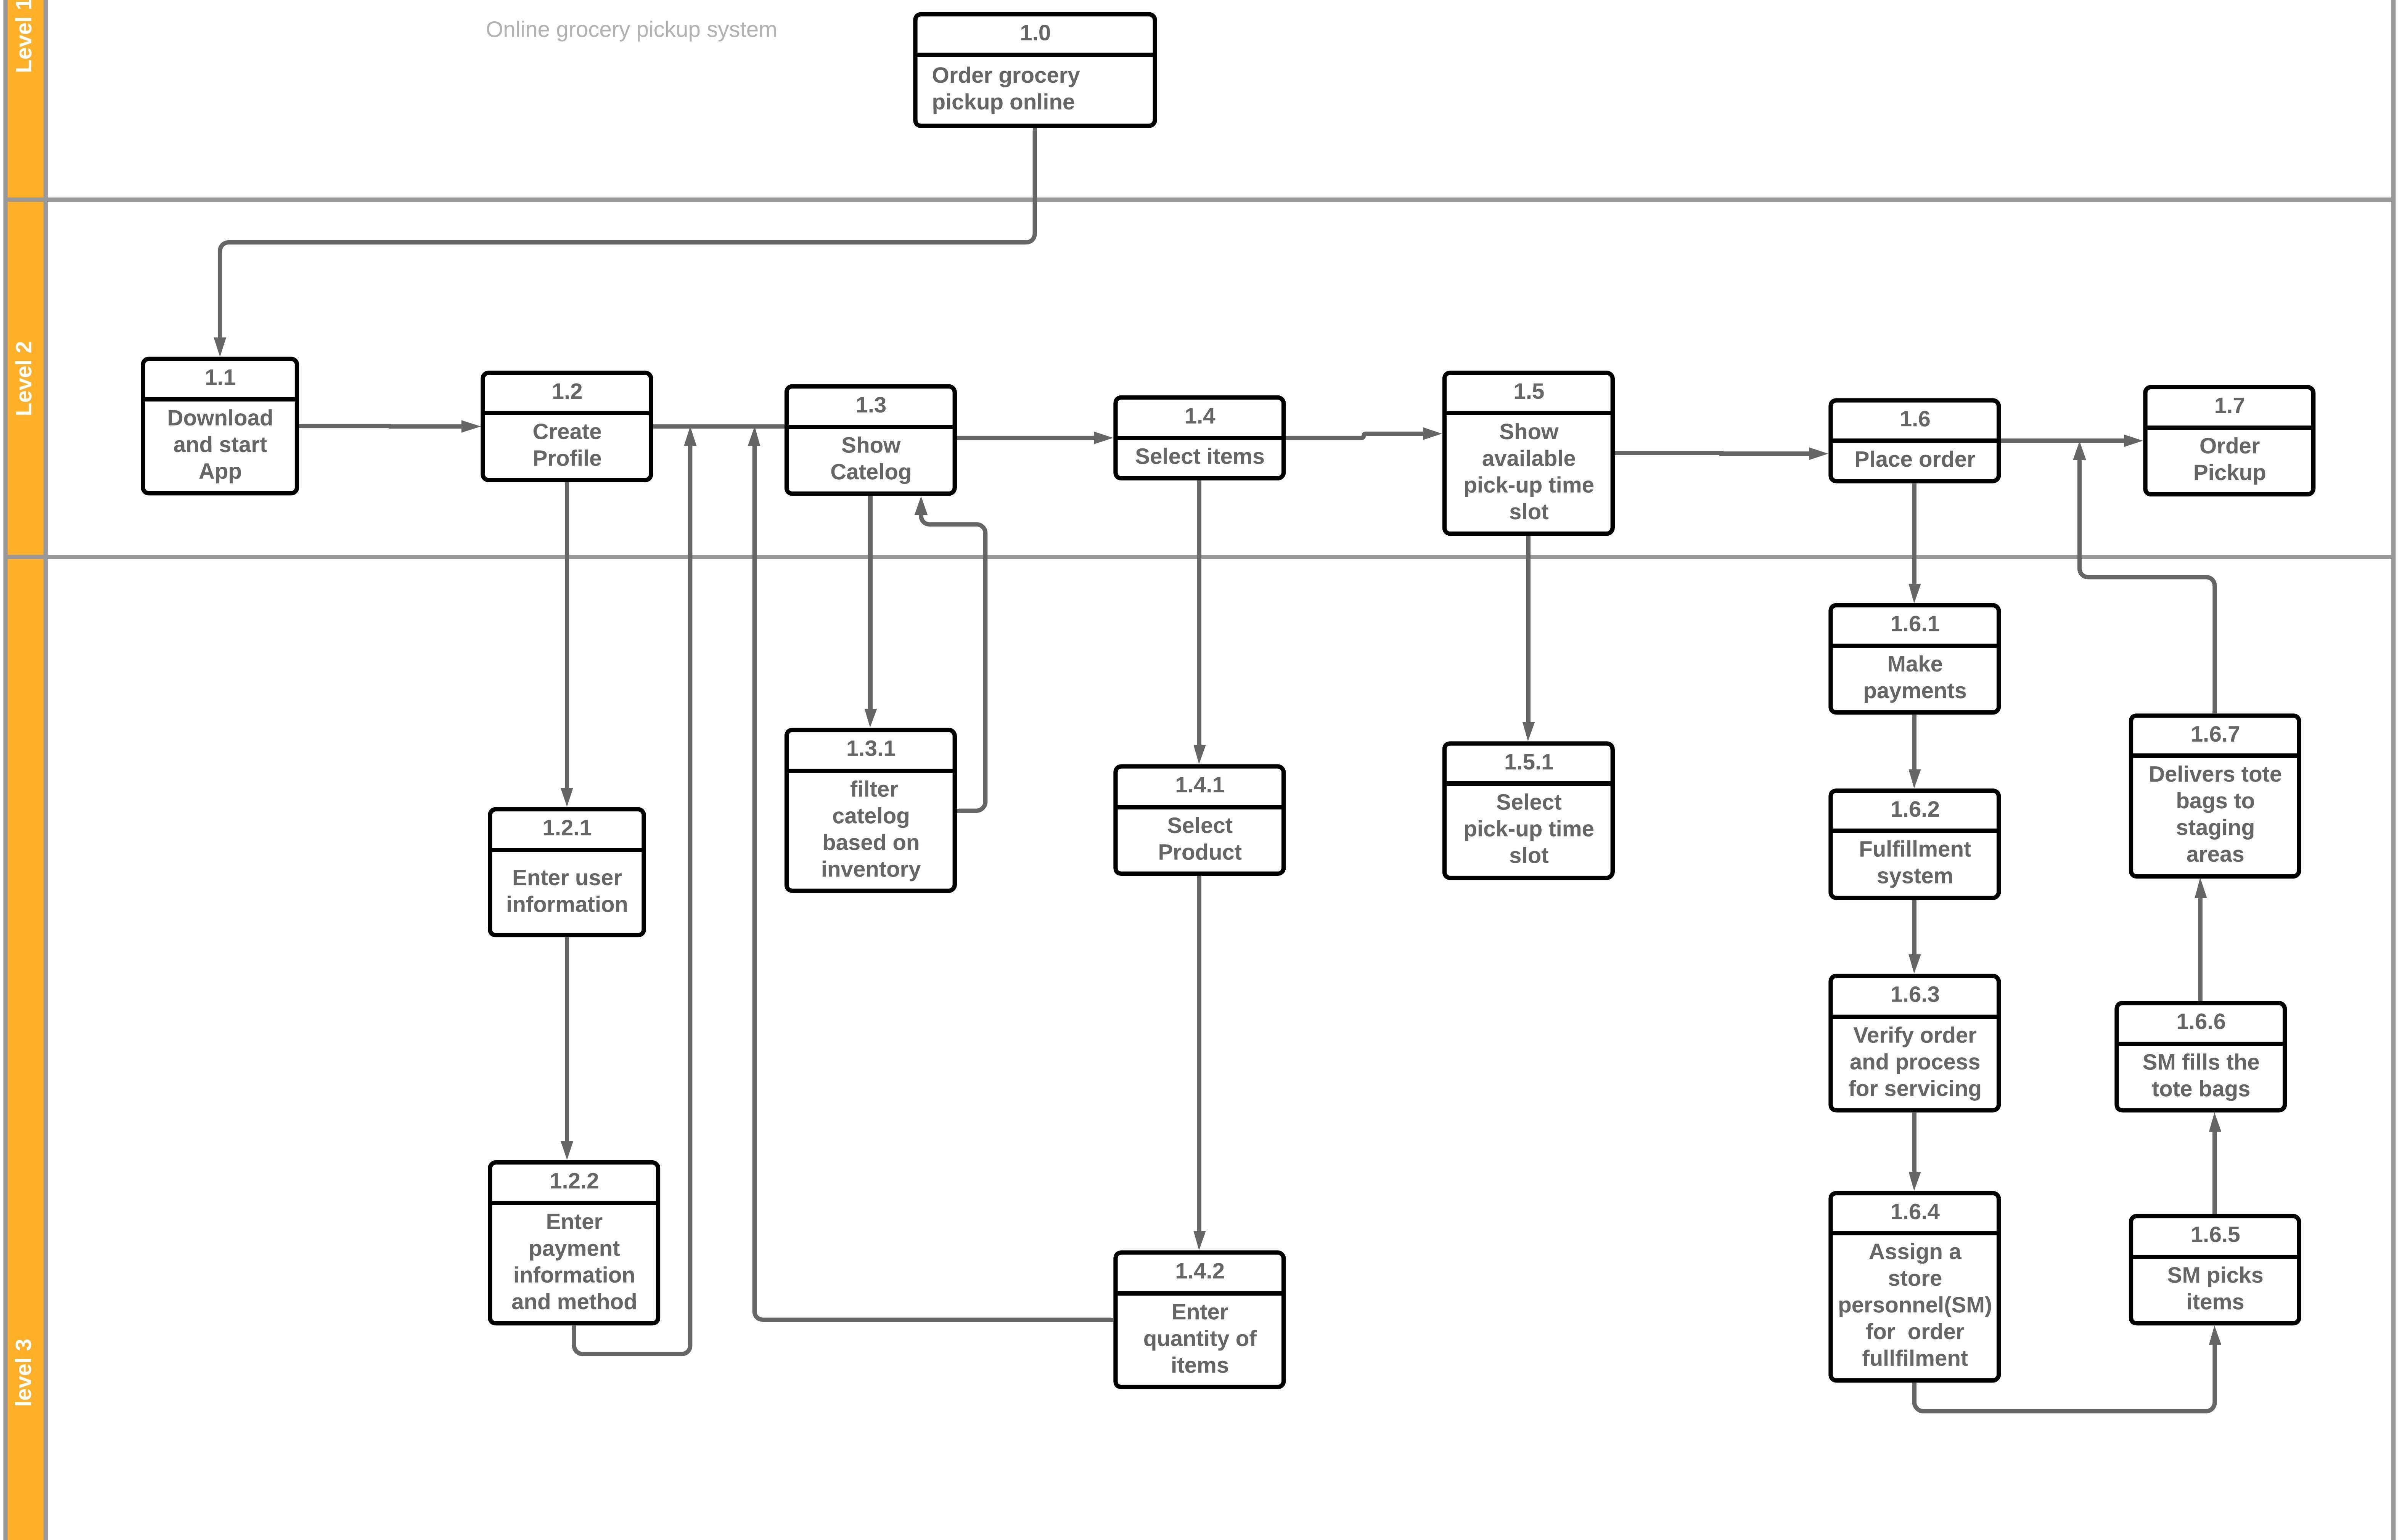 Level 1
Online grocery pickup system
1.0
Order grocery
pickup online
Level 2
1.1
Download
and start
App
1.2
Create
Profile
1.3
Show
Catelog
1.4
Select items
1.5
Show
available
pick-up time
slot
1.6
Place order
1.7
Order
Pickup
level 3
1.2.1
Enter user
information
1.2.2
Enter
payment
information
and method
1.3.1
filter
catelog
based on
inventory
1.4.1
Select
Product
1.4.2
Enter
quantity of
items
1.5.1
Select
pick-up time
slot
1.6.1
Make
payments
1.6.2
Fulfillment
system
1.6.3
Verify order
and process
for servicing
1.6.4
Assign a
store
personnel(SM)
for  order
fullfilment
1.6.5
SM picks
items
1.6.6
SM fills the
tote bags
1.6.7
Delivers tote
bags to
staging
areas